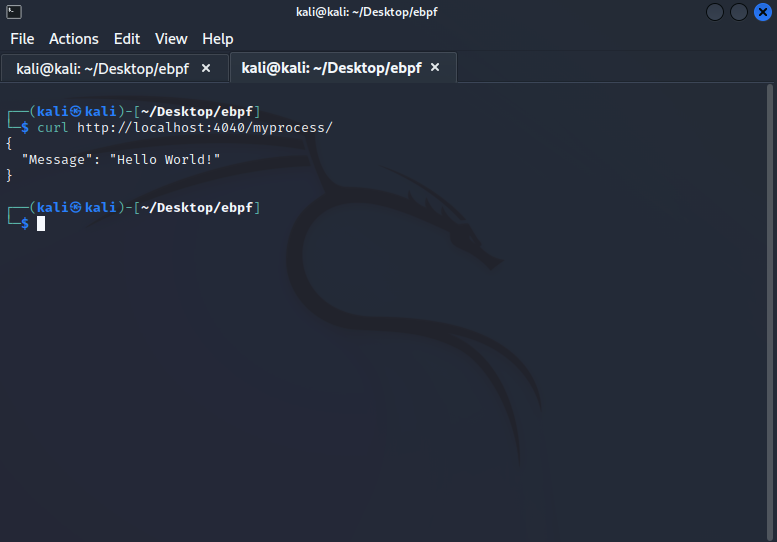 kali@kali: ~/Desktop/ebpf
File Actions Edit View Help
kali@kali: ~/Desktop/ebpf × kali@kali: ~/Desktop/ebpf ×
┌──(kali㉿kali)-[~/Desktop/ebpf]
└─$ curl http://localhost:4040/myprocess/
{
  "Message": "Hello World!"
}
┌──(kali㉿kali)-[~/Desktop/ebpf]
└─$